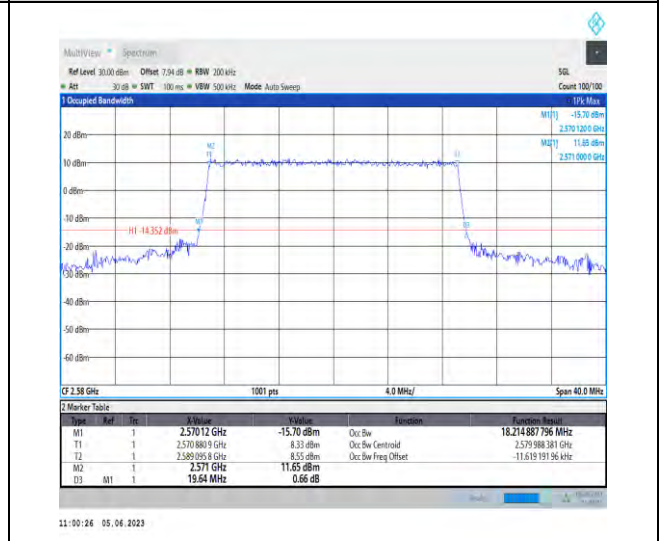 MultiView Spectrum
Ref Level 30.00 dBm Offset 7.94 dB RBW 200 kHz SGL
Att 30 dB SWT 100 ms VBW 500 kHz Mode Auto Sweep Count 100/100
1 Occupied Bandwidth 1Pk Max
M1[1] -15.70 dBm
2.570 120 0 GHz
M2[1] 11.65 dBm
2.571 000 0 GHz
20 dBm
M2
T1
10 dBm
0 dBm
-10 dBm
M1
H1 -14.352 dBm
-20 dBm
-30 dBm
-40 dBm
-50 dBm
-60 dBm
CF 2.58 GHz 1001 pts 4.0 MHz/ Span 40.0 MHz
2 Marker Table
Type Ref Trc X-Value Y-Value Function Function Result
M1 1 2.57012 GHz -15.70 dBm Occ Bw 18.214 887 796 MHz
T1 1 2.570 880 9 GHz 8.33 dBm Occ Bw Centroid 2.579 988 381 GHz
T2 1 2.589 095 8 GHz 8.55 dBm Occ Bw Freq Offset -11.619 191 96 kHz
M2 1 2.571 GHz 11.65 dBm
D3 M1 1 19.64 MHz 0.66 dB
11:00:26 05.06.2023